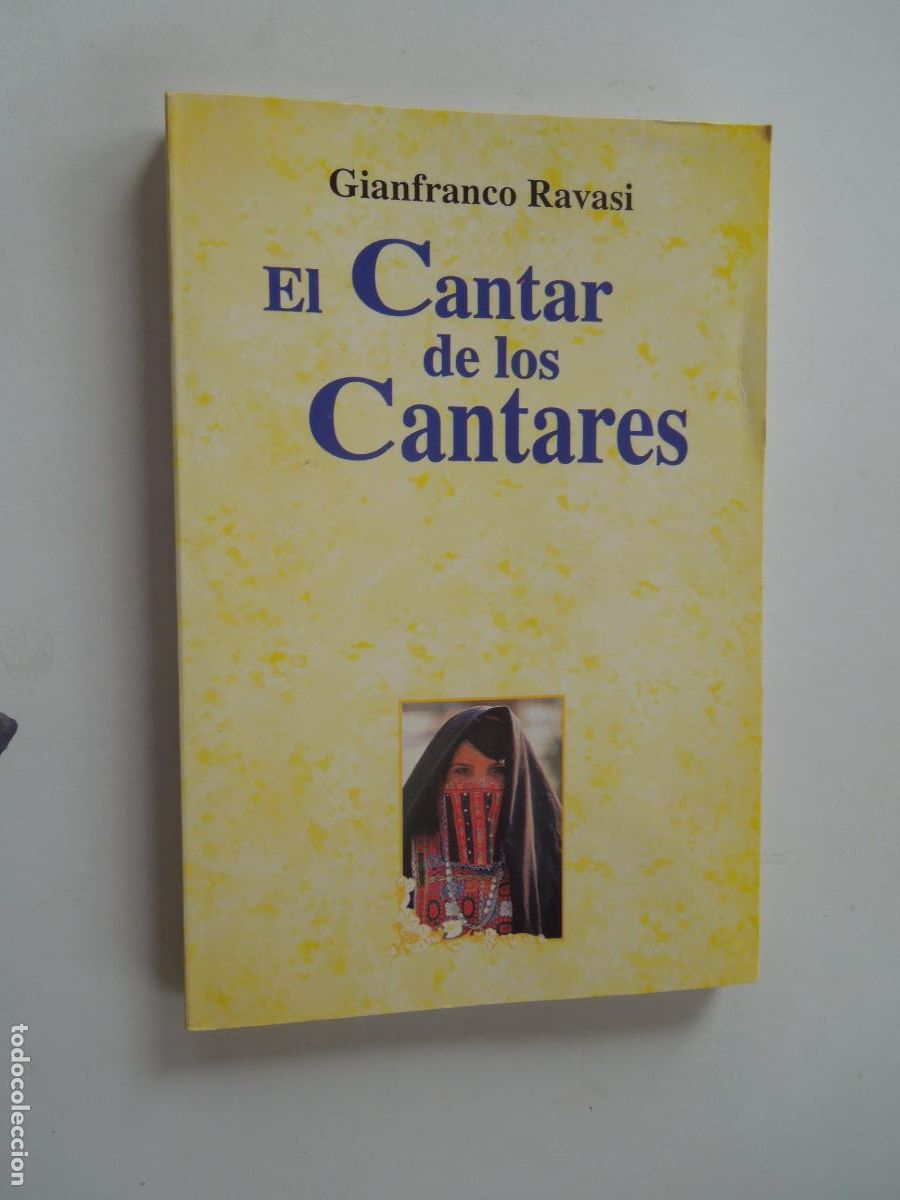 Gianfranco Ravasi
El Cantar
de los
Cantares
todocoleccion